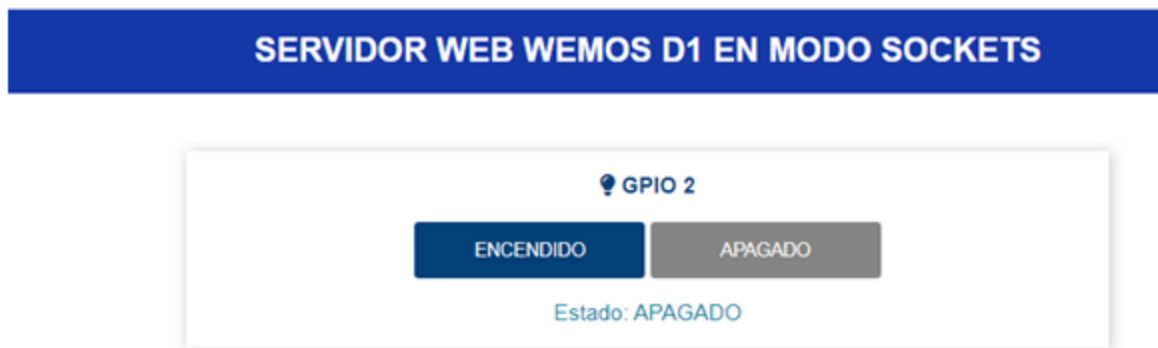 SERVIDOR WEB WEMOS D1 EN MODO SOCKETS
GPIO 2
ENCENDIDO APAGADO
Estado: APAGADO